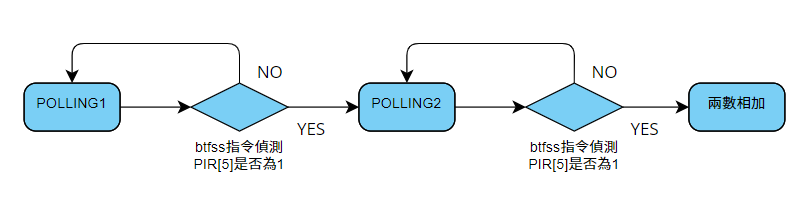 NO
POLLING1
YES
btfss指令偵測
PIR[5]是否為1
NO
POLLING2
YES
btfss指令偵測
PIR[5]是否為1
兩數相加